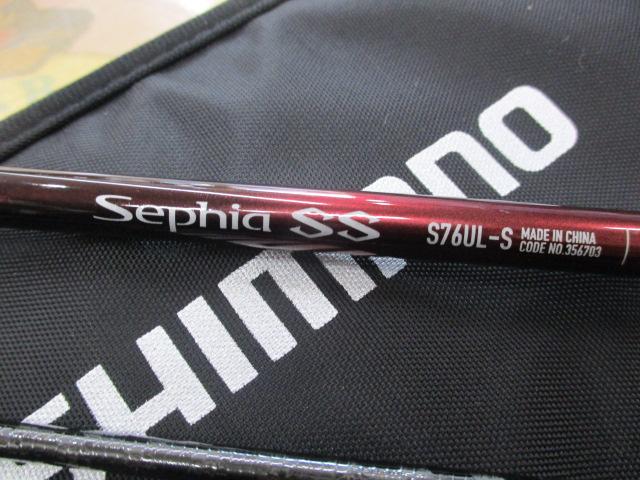 Sephia SS S76UL-S MADE IN CHINA
CODE NO.356703
SHIMANO